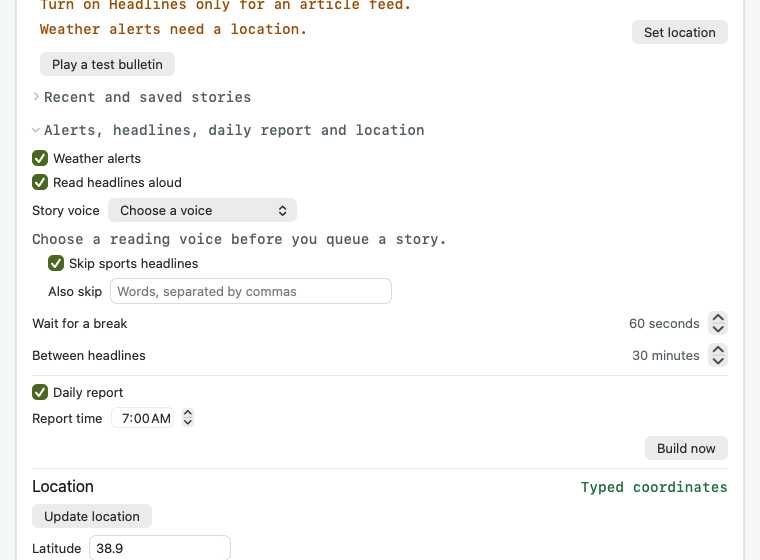 Turn on Headlines only for an article feed.
Weather alerts need a location.
Set location
Play a test bulletin
Recent and saved stories
Alerts, headlines, daily report and location
Weather alerts
Read headlines aloud
Story voice Choose a voice
Choose a reading voice before you queue a story.
Skip sports headlines
Also skip Words, separated by commas
Wait for a break 60 seconds
Between headlines 30 minutes
Daily report
Report time 7:00 AM
Build now
Location Typed coordinates
Update location
Latitude 38.9